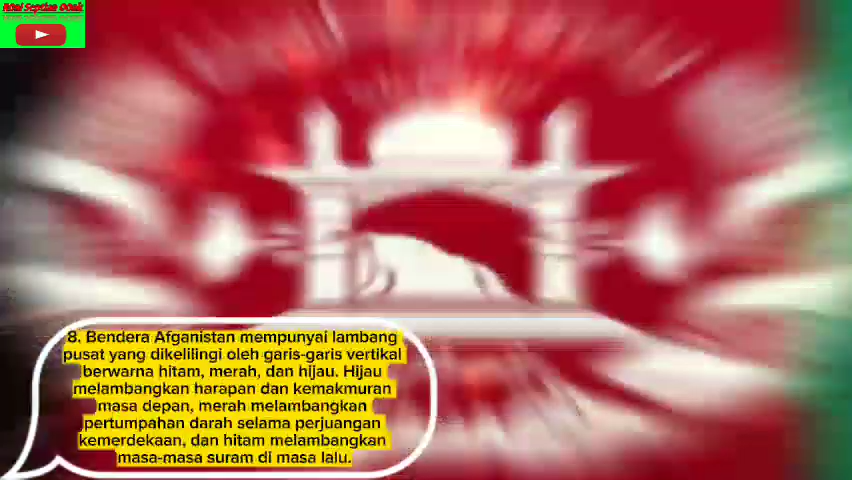 8. Bendera Afganistan mempunyai lambang
pusat yang dikelilingi oleh garis-garis vertikal
berwarna hitam, merah, dan hijau. Hijau
melambangkan harapan dan kemakmuran
masa depan, merah melambangkan
pertumpahan darah selama perjuangan
kemerdekaan, dan hitam melambangkan
masa-masa suram di masa lalu.